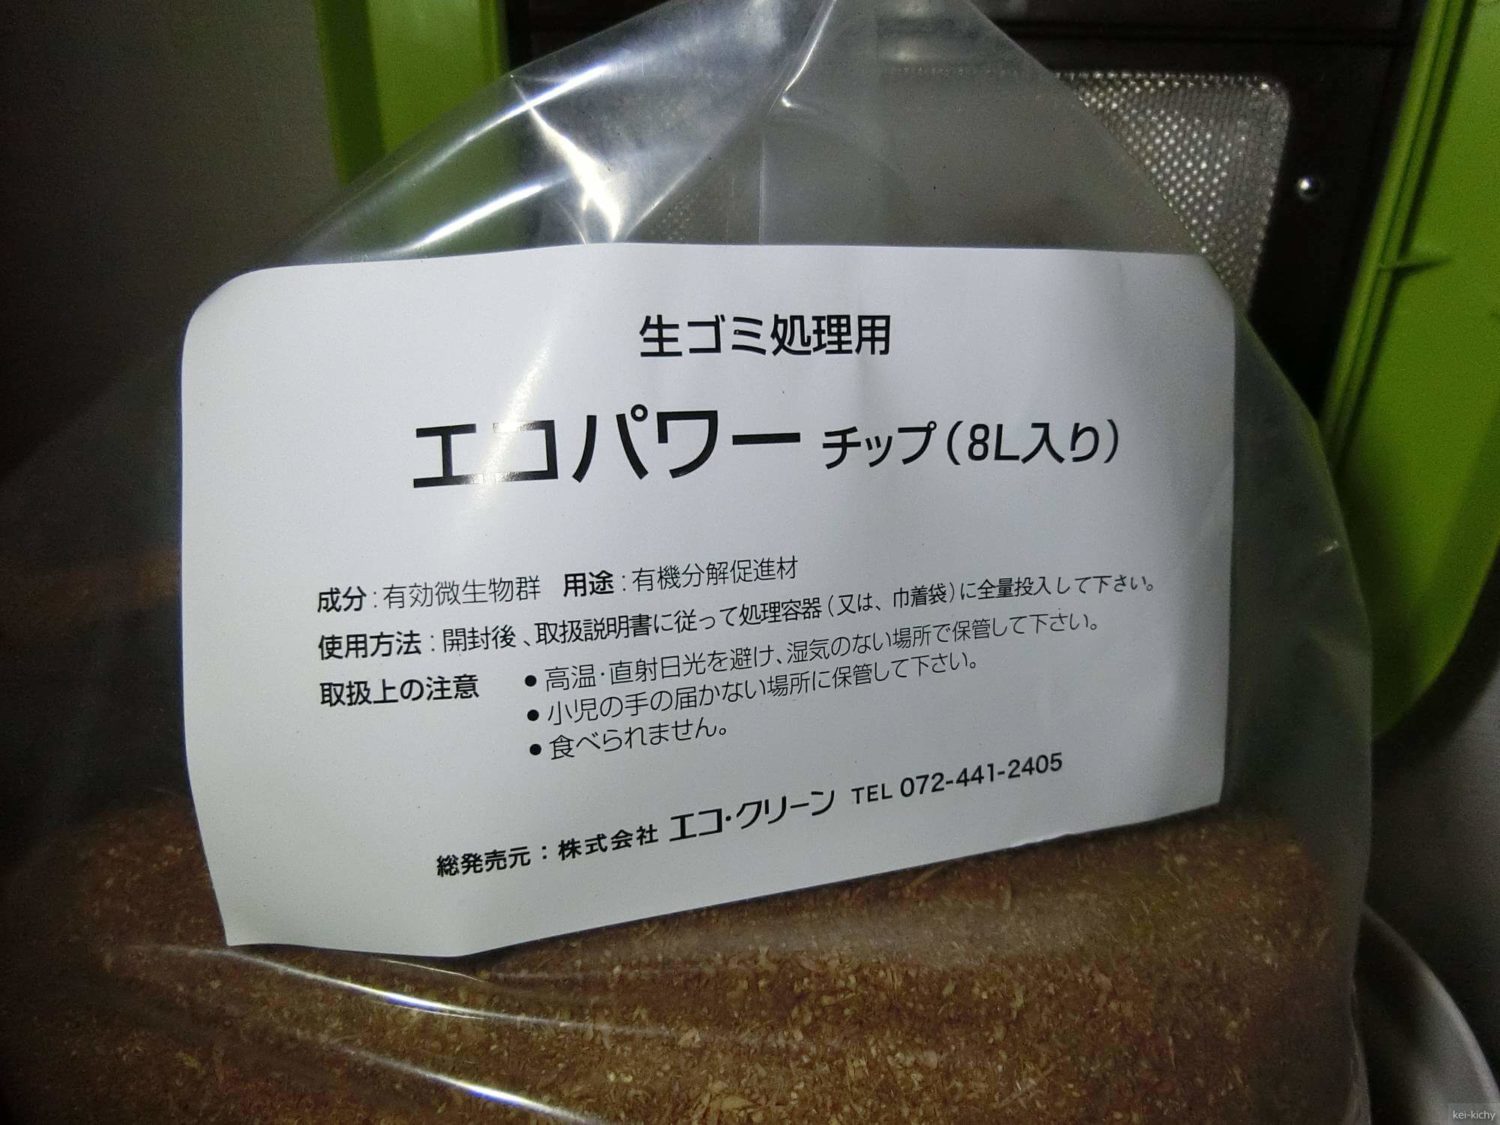 生ゴミ処理用
エコパワー チップ(8L入り)
成分:有効微生物群 用途:有機分解促進材
使用方法:開封後、取扱説明書に従って処理容器(又は、巾着袋)に全量投入して下さい。
取扱上の注意 ●高温・直射日光を避け、湿気のない場所で保管して下さい。
●小児の手の届かない場所に保管して下さい。
●食べられません。
総発売元:株式会社 エコ・クリーン TEL 072-441-2405
kei-kichy